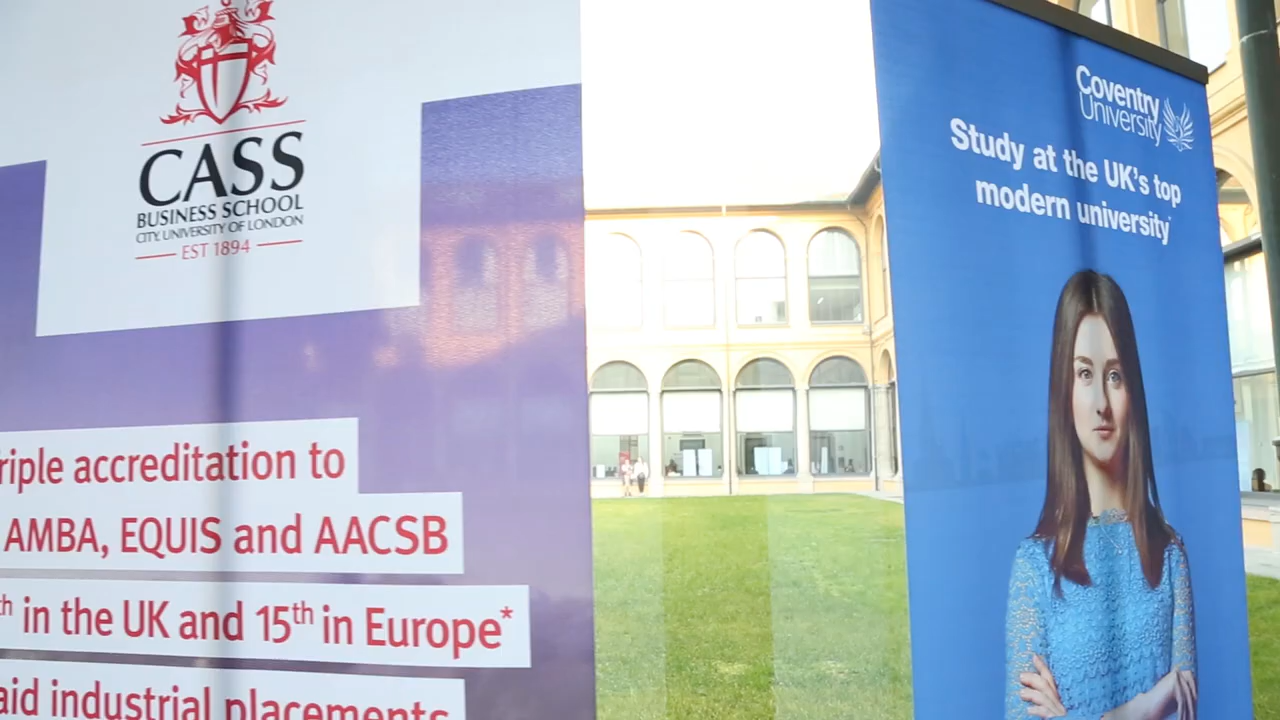 CASS
BUSINESS SCHOOL
CITY, UNIVERSITY OF LONDON
EST 1894
riple accreditation to
AMBA, EQUIS and AACSB
th in the UK and 15th in Europe*
aid industrial placements
Coventry
University
Study at the UK's top
modern university*